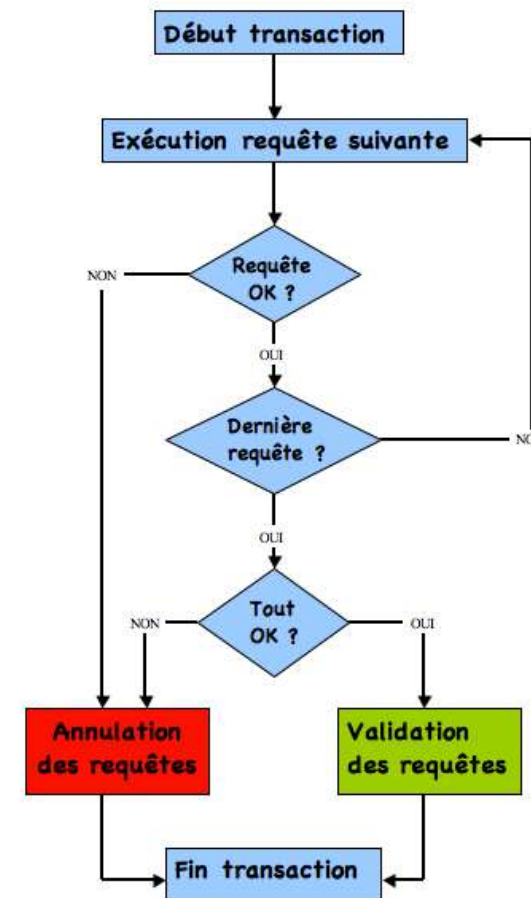 Début transaction
Exécution requête suivante
Requête
OK ?
NON
OUI
Dernière
requête ?
OUI
Tout
OK ?
NON
OUI
Annulation
des requêtes
Validation
des requêtes
Fin transaction